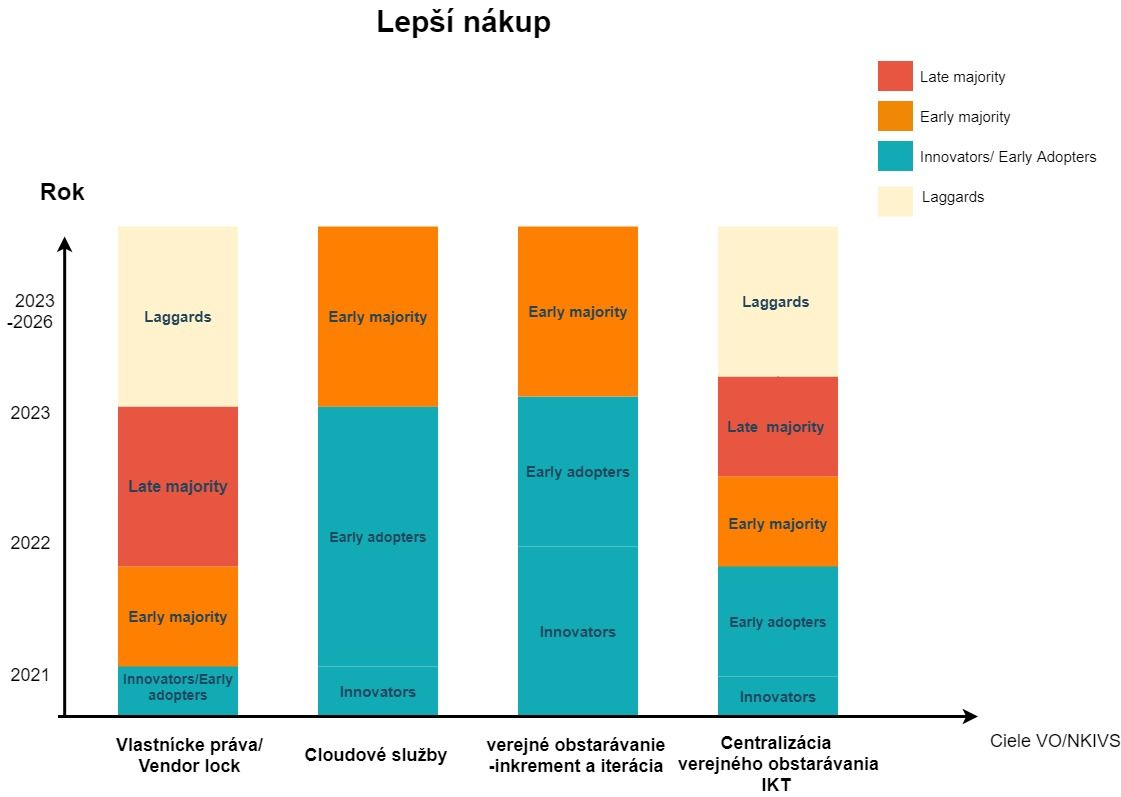 Lepší nákup
Late majority
Early majority
Innovators/ Early Adopters
Laggards
Rok
2023
-2026
2023
2022
2021
Laggards
Late majority
Early majority
Innovators/Early
adopters
Early majority
Early adopters
Innovators
Early majority
Early adopters
Innovators
Laggards
Late majority
Early majority
Early adopters
Innovators
Vlastnícke práva/
Vendor lock
Cloudové služby
verejné obstarávanie
-inkrement a iterácia
Centralizácia
verejného obstarávania
IKT
Ciele VO/NKIVS